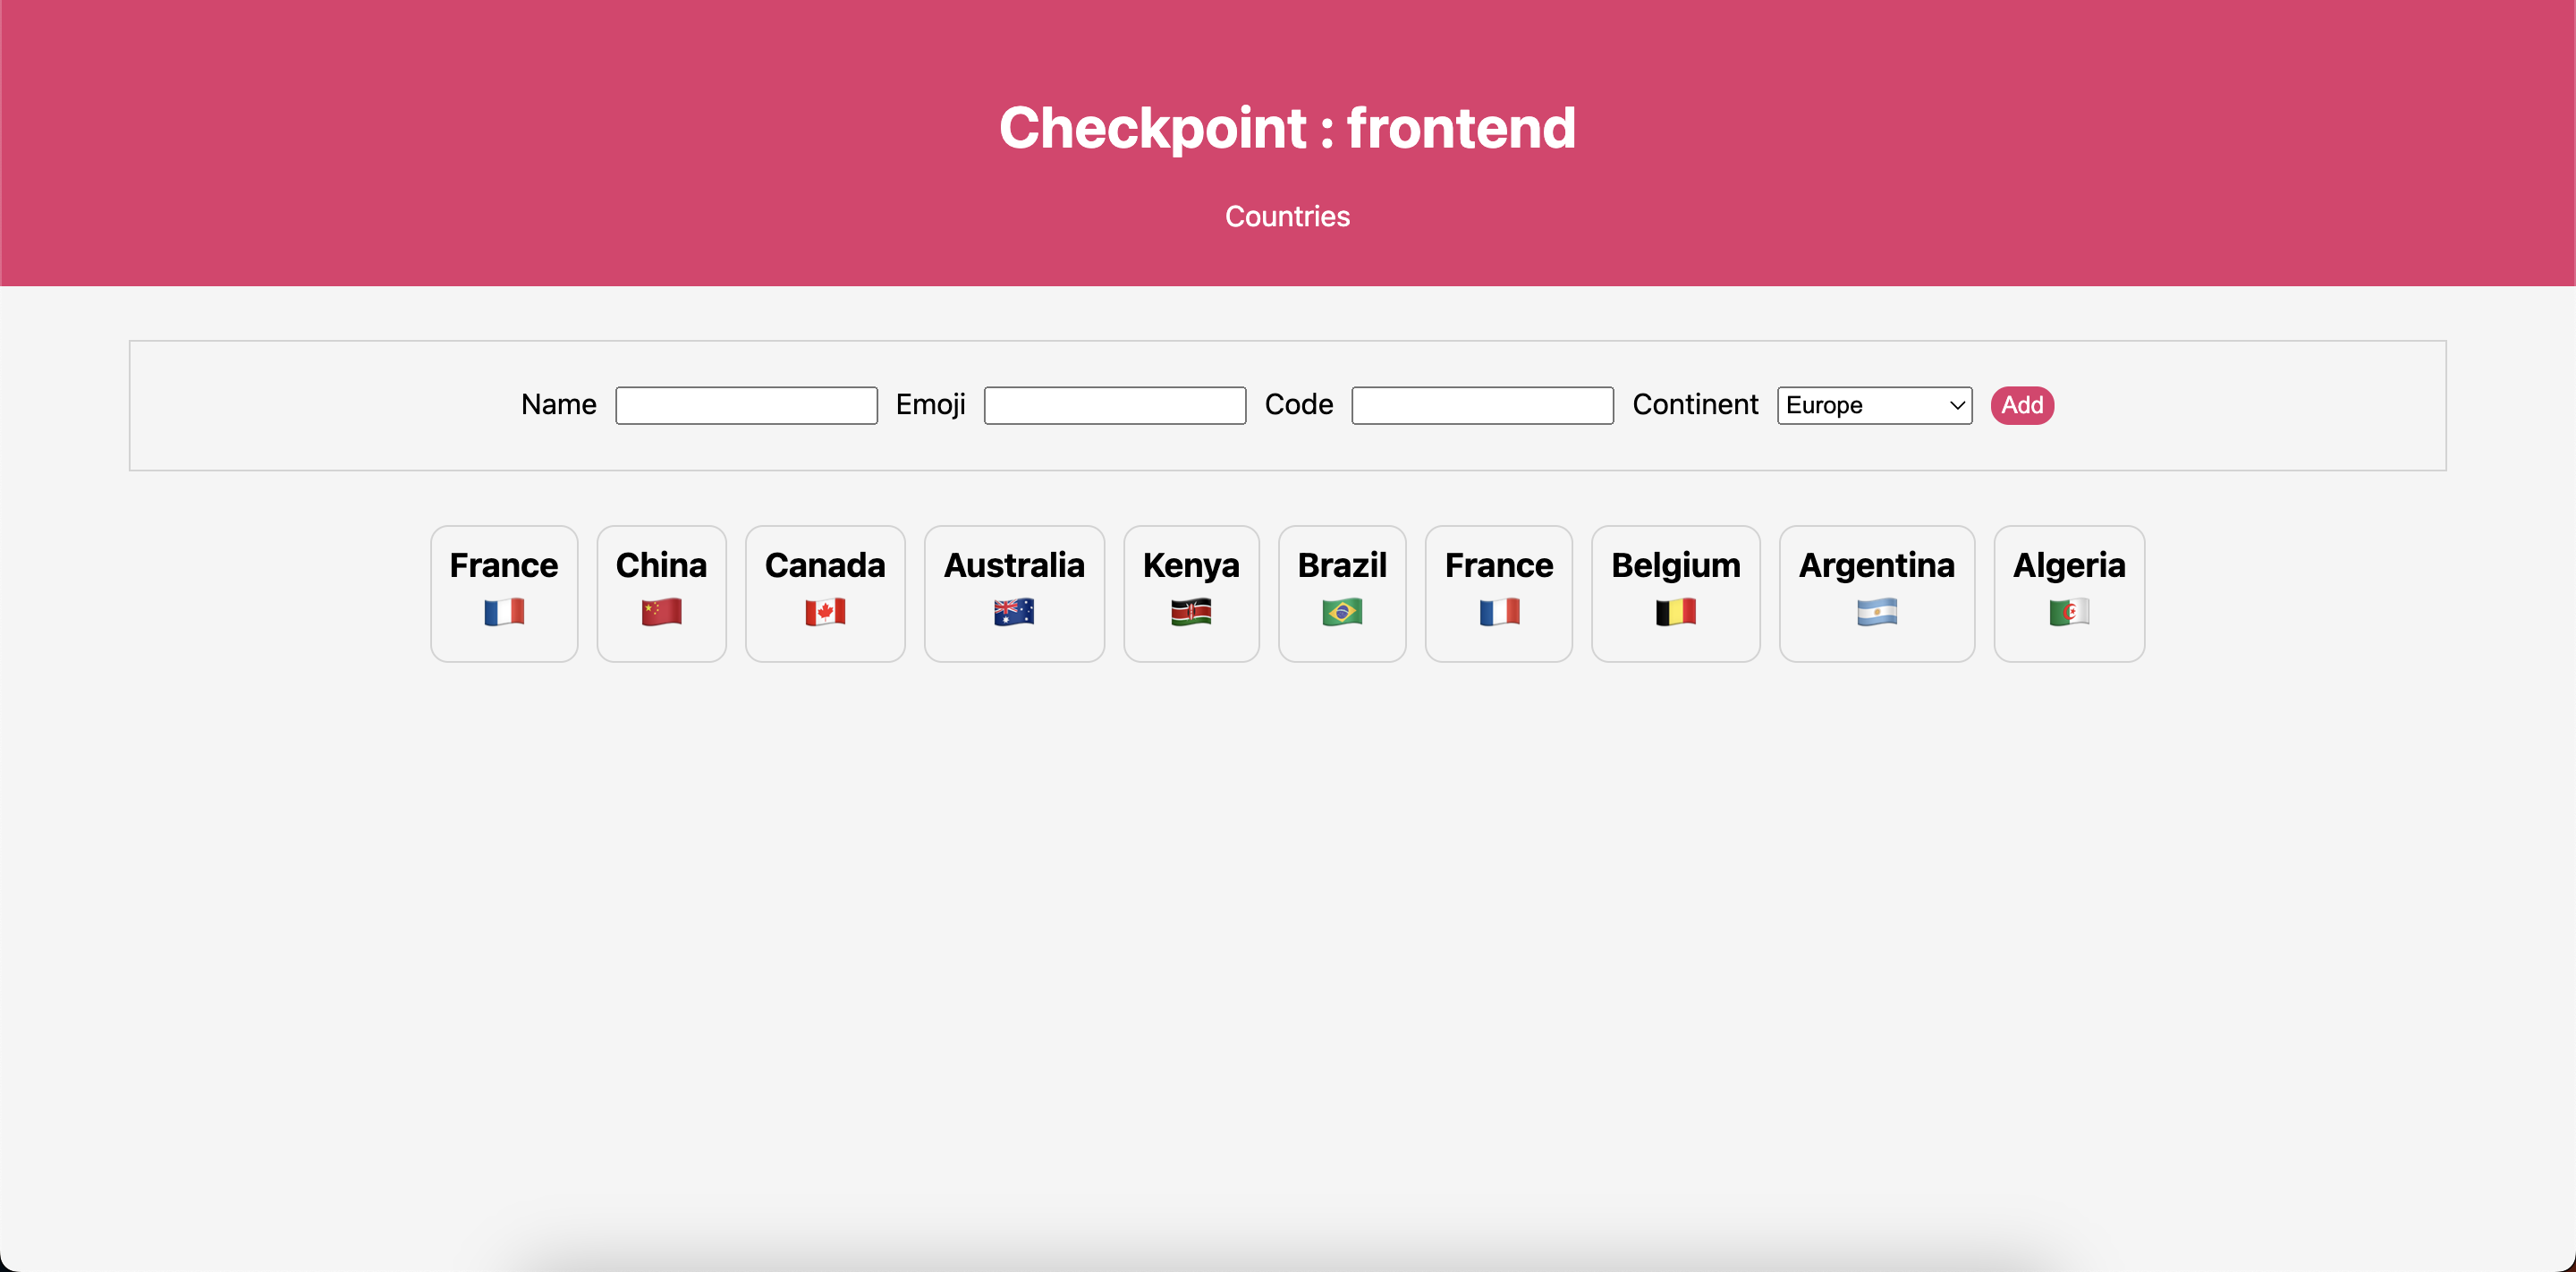 Checkpoint : frontend
Countries
Name Emoji Code Continent Europe Add
France China Canada Australia Kenya Brazil France Belgium Argentina Algeria
🇫🇷 🇨🇳 🇨🇦 🇦🇺 🇰🇪 🇧🇷 🇫🇷 🇧🇪 🇦🇷 🇩🇿